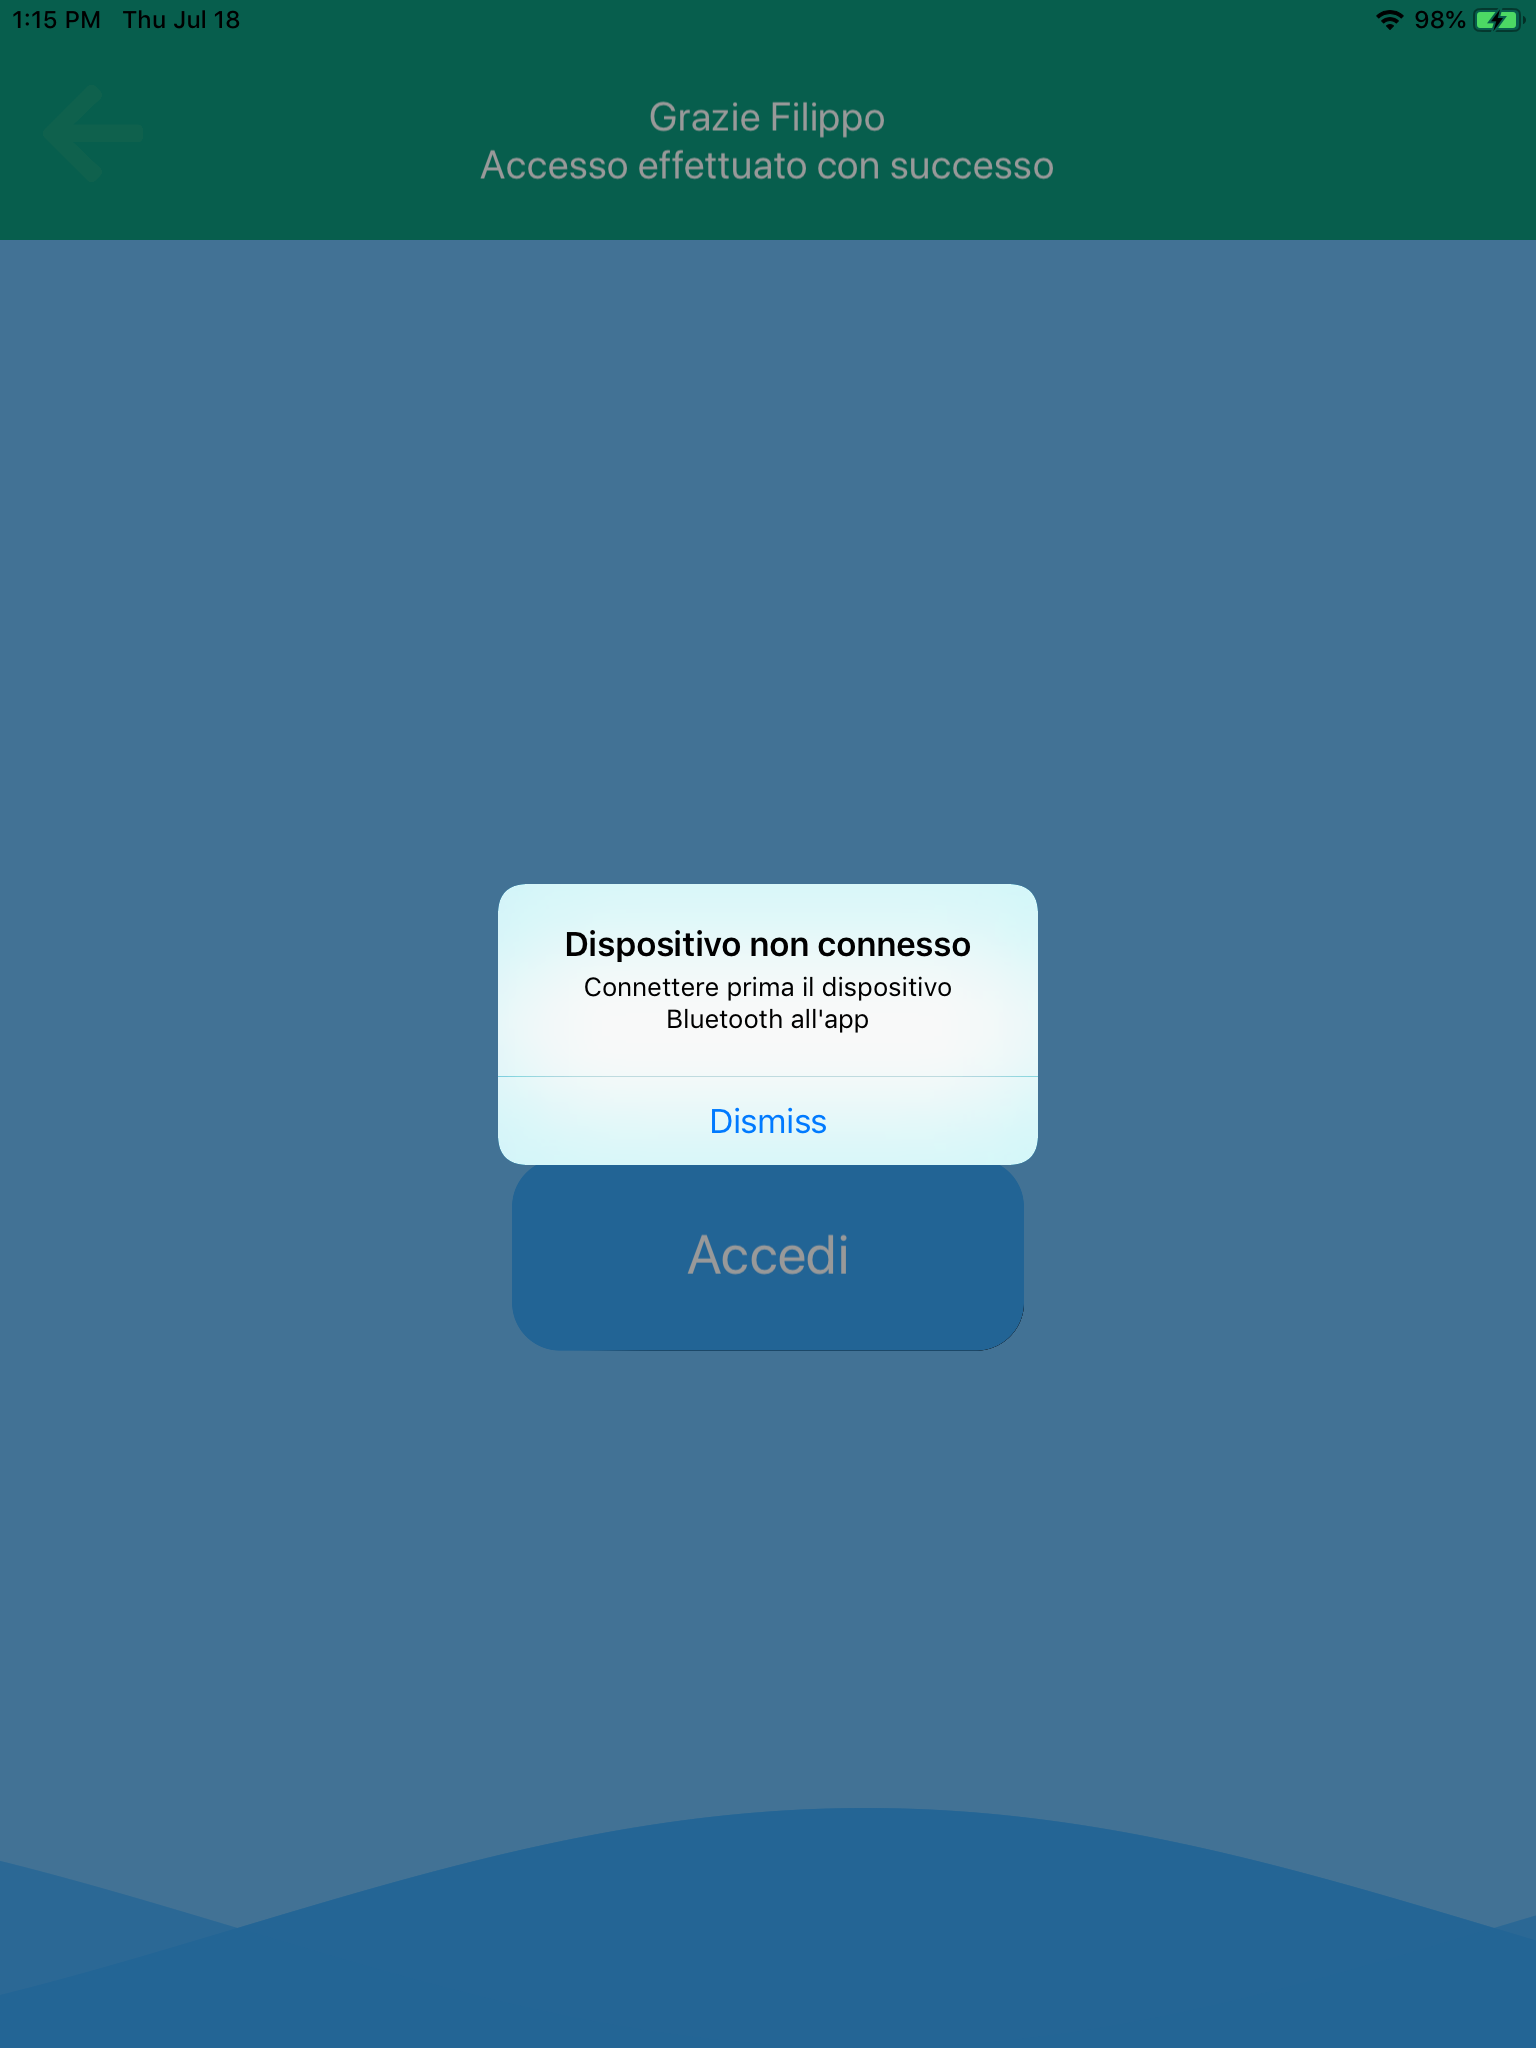 1:15 PM Thu Jul 18 98%
Grazie Filippo
Accesso effettuato con successo
Dispositivo non connesso
Connettere prima il dispositivo
Bluetooth all'app
Dismiss
Accedi